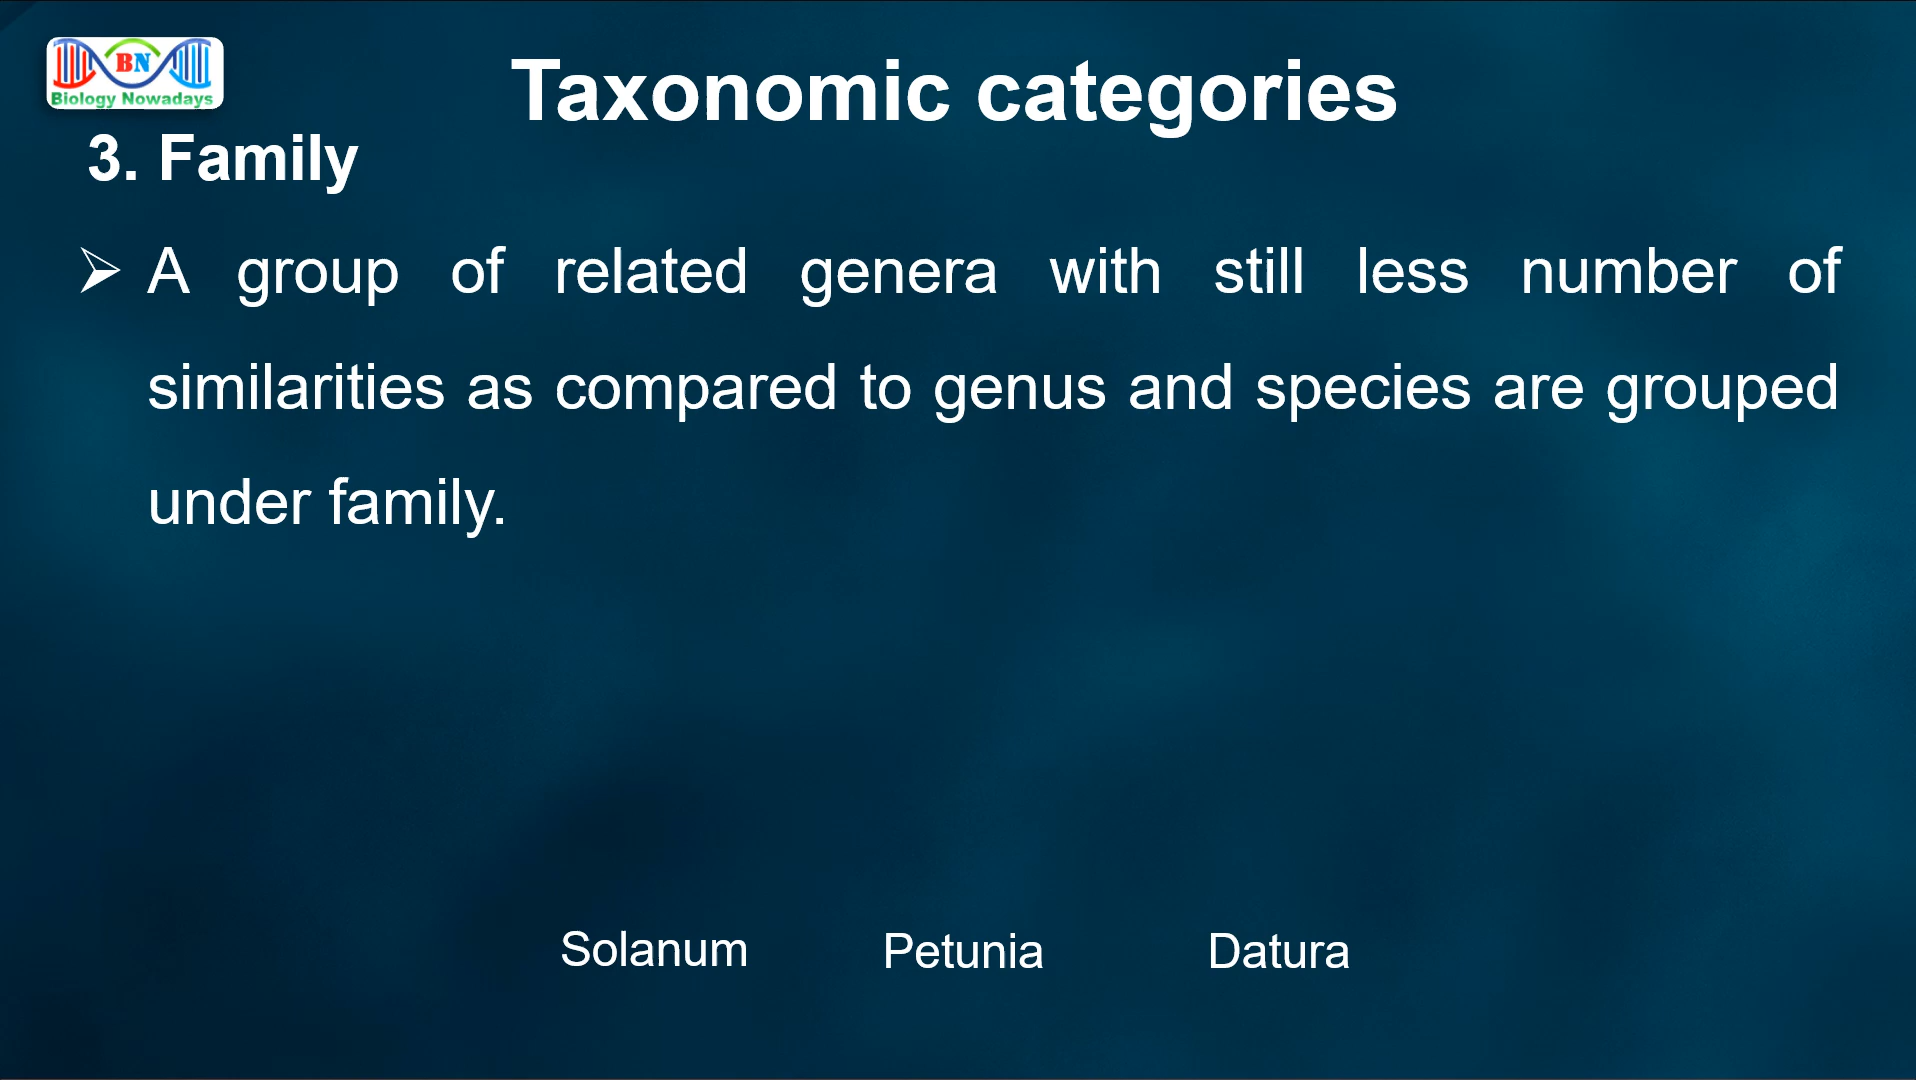 BN
Biology Nowadays
Taxonomic categories
3. Family
➢ A group of related genera with still less number of
similarities as compared to genus and species are grouped
under family.
Solanum Petunia Datura